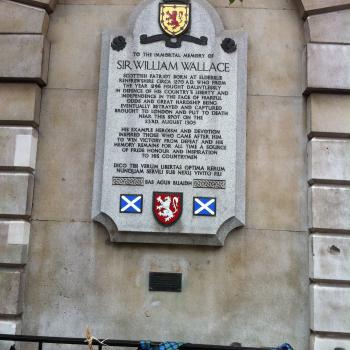 TO THE IMMORTAL MEMORY OF
SIR WILLIAM WALLACE
SCOTTISH PATRIOT BORN AT ELDERSLIE
RENFREWSHIRE CIRCA 1270 A.D. WHO FROM
THE YEAR 1296 FOUGHT DAUNTLESSLY
IN DEFENCE OF HIS COUNTRY'S LIBERTY AND
INDEPENDENCE IN THE FACE OF FEARFUL
ODDS AND GREAT HARDSHIP BEING
EVENTUALLY BETRAYED AND CAPTURED
BROUGHT TO LONDON AND PUT TO DEATH
NEAR THIS SPOT ON THE
23RD AUGUST 1305
HIS EXAMPLE HEROISM AND DEVOTION
INSPIRED THOSE WHO CAME AFTER HIM
TO WIN VICTORY FROM DEFEAT AND HIS
MEMORY REMAINS FOR ALL TIME A SOURCE
OF PRIDE HONOUR AND INSPIRATION
TO HIS COUNTRYMEN
DICO TIBI VERUM LIBERTAS OPTIMA RERUM
NUNQUAM SERVILI SUB NEXU VIVITO FILI
BAS AGUS BUAIDH